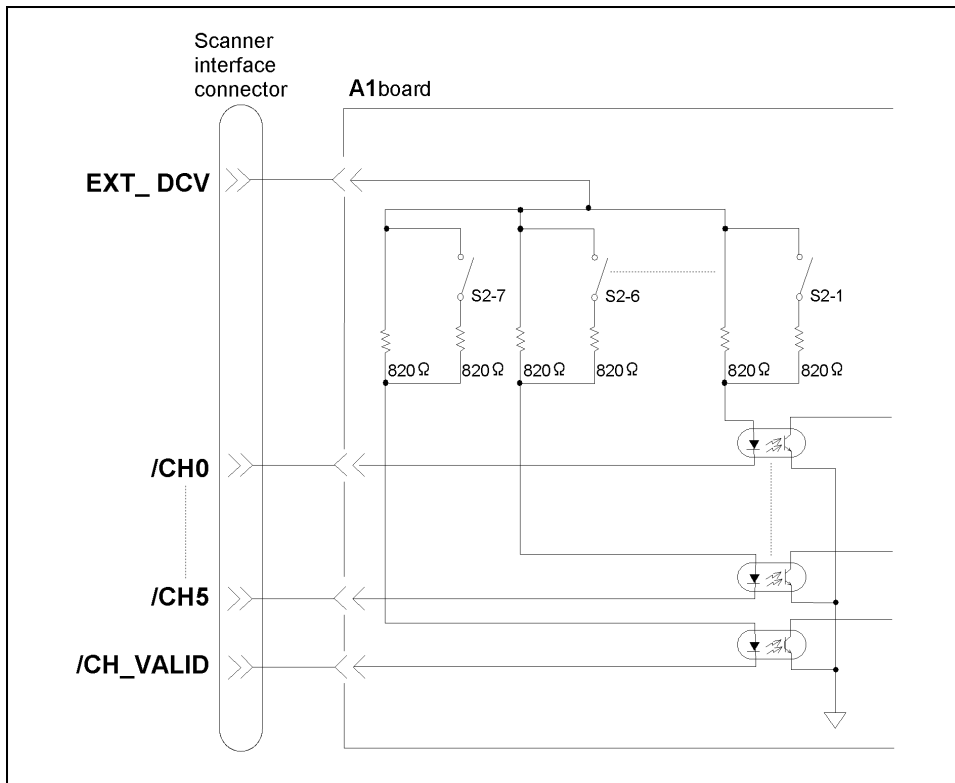 Scanner
interface
connector
A1board
EXT_ DCV
S2-7
S2-6
S2-1
820Ω
820Ω
820Ω
820Ω
820Ω
820Ω
/CH0
/CH5
/CH_VALID